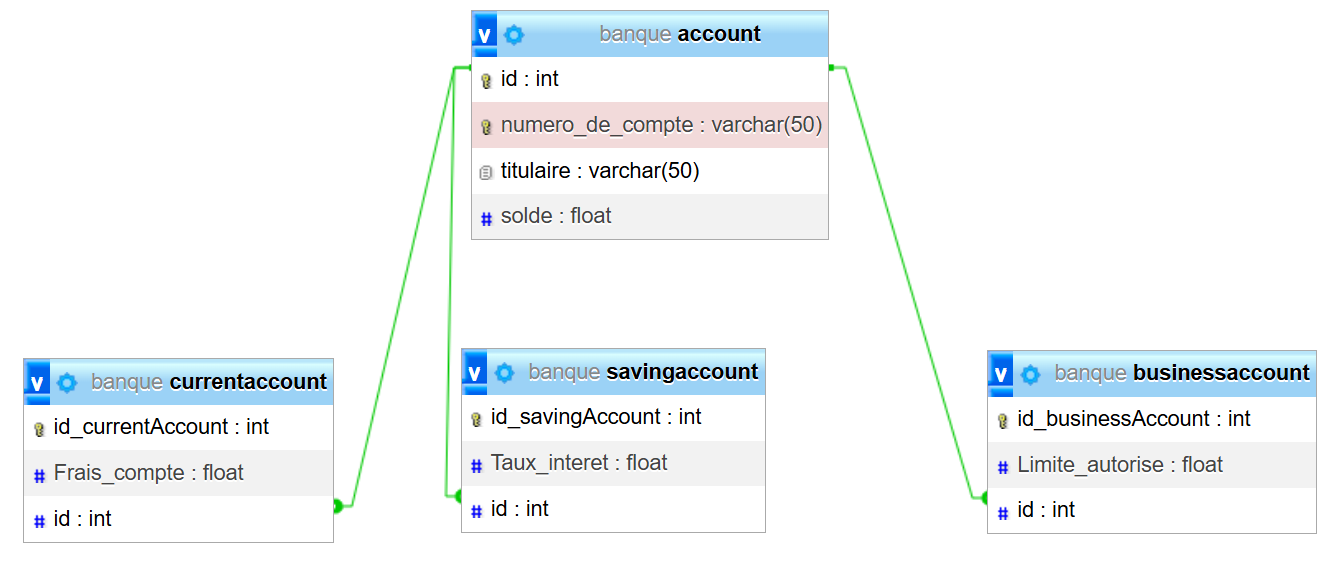 v banque account
id : int
numero_de_compte : varchar(50)
titulaire : varchar(50)
# solde : float
v banque currentaccount
id_currentAccount : int
# Frais_compte : float
# id : int
v banque savingaccount
id_savingAccount : int
# Taux_interet : float
# id : int
v banque businessaccount
id_businessAccount : int
# Limite_autorise : float
# id : int